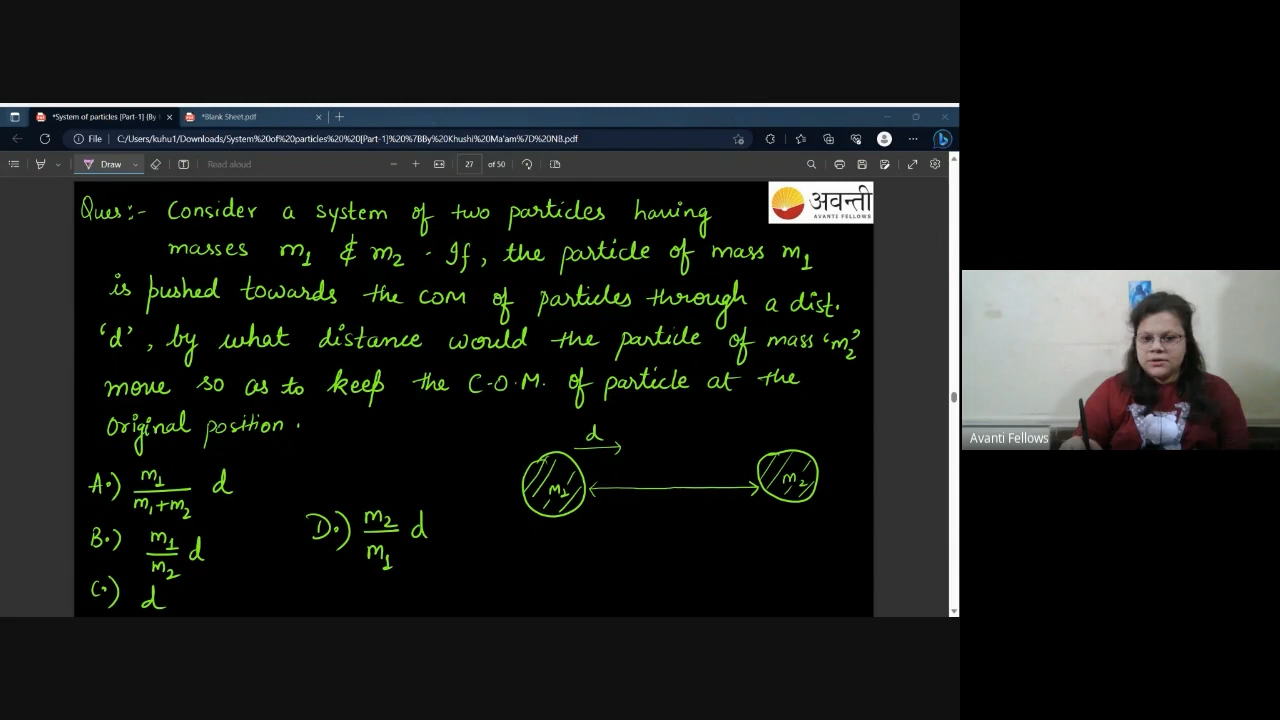 *System of particles [Part-1] {By
*Blank Sheet.pdf
File
C:/Users/kuhu1/Downloads/System%20of%20particles%20%20[Part-1]%20%7BBy%20Khushi%20Ma'am%7D%20NB.pdf
Draw
Read aloud
27 of 50
अवन्ती
AVANTI FELLOWS
Ques:- Consider a system of two particles having
masses m₁ & m₂ . If, the particle of mass m₁
is pushed towards the COM of particles through a dist.
'd', by what distance would the particle of mass 'm₂'
move so as to keep the C.O.M. of particle at the
original position.
d
m₁
m₂
A.) m₁/m₁+m₂ d
B.) m₁/m₂ d
C.) d
D.) m₂/m₁ d
Avanti Fellows